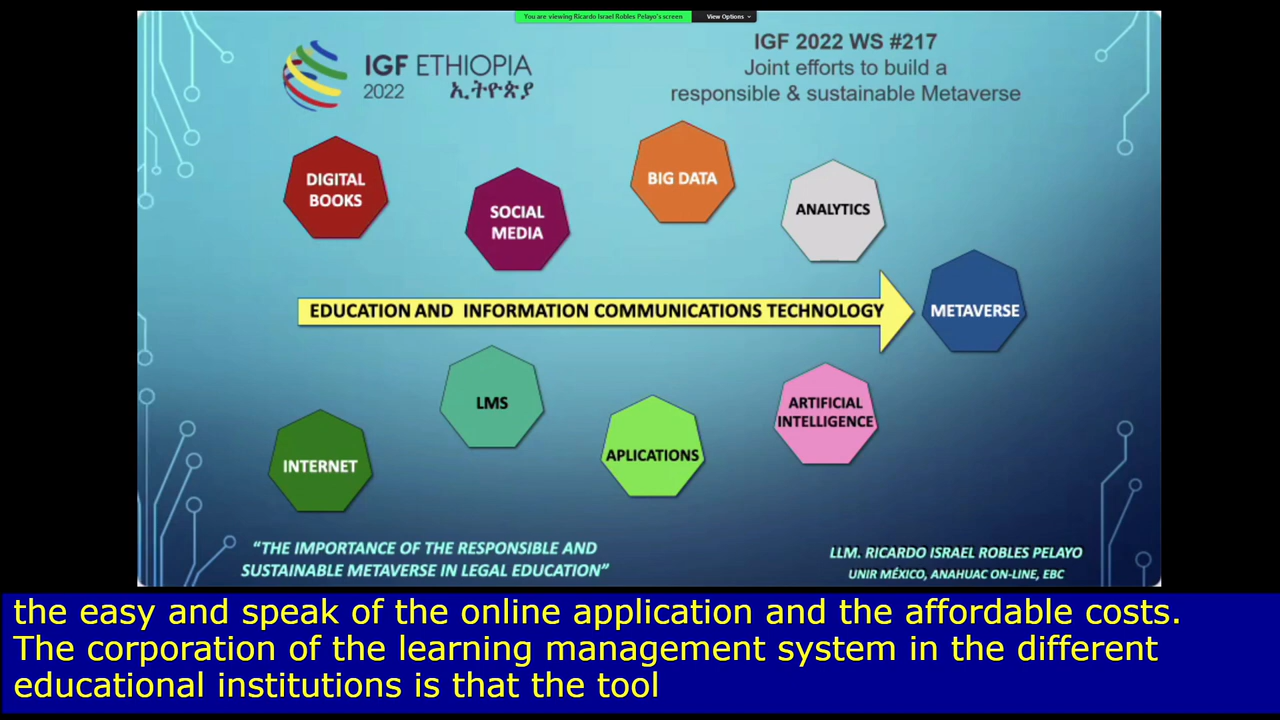 You are viewing Ricardo Israel Robles Pelayo's screen
View Options
IGF ETHIOPIA
2022 ኢትዮጵያ
IGF 2022 WS #217
Joint efforts to build a
responsible & sustainable Metaverse
DIGITAL
BOOKS
SOCIAL
MEDIA
BIG DATA
ANALYTICS
EDUCATION AND INFORMATION COMMUNICATIONS TECHNOLOGY
METAVERSE
INTERNET
LMS
APLICATIONS
ARTIFICIAL
INTELLIGENCE
“THE IMPORTANCE OF THE RESPONSIBLE AND
SUSTAINABLE METAVERSE IN LEGAL EDUCATION”
LLM. RICARDO ISRAEL ROBLES PELAYO
UNIR MÉXICO, ANAHUAC ON-LINE, EBC
the easy and speak of the online application and the affordable costs.
The corporation of the learning management system in the different
educational institutions is that the tool